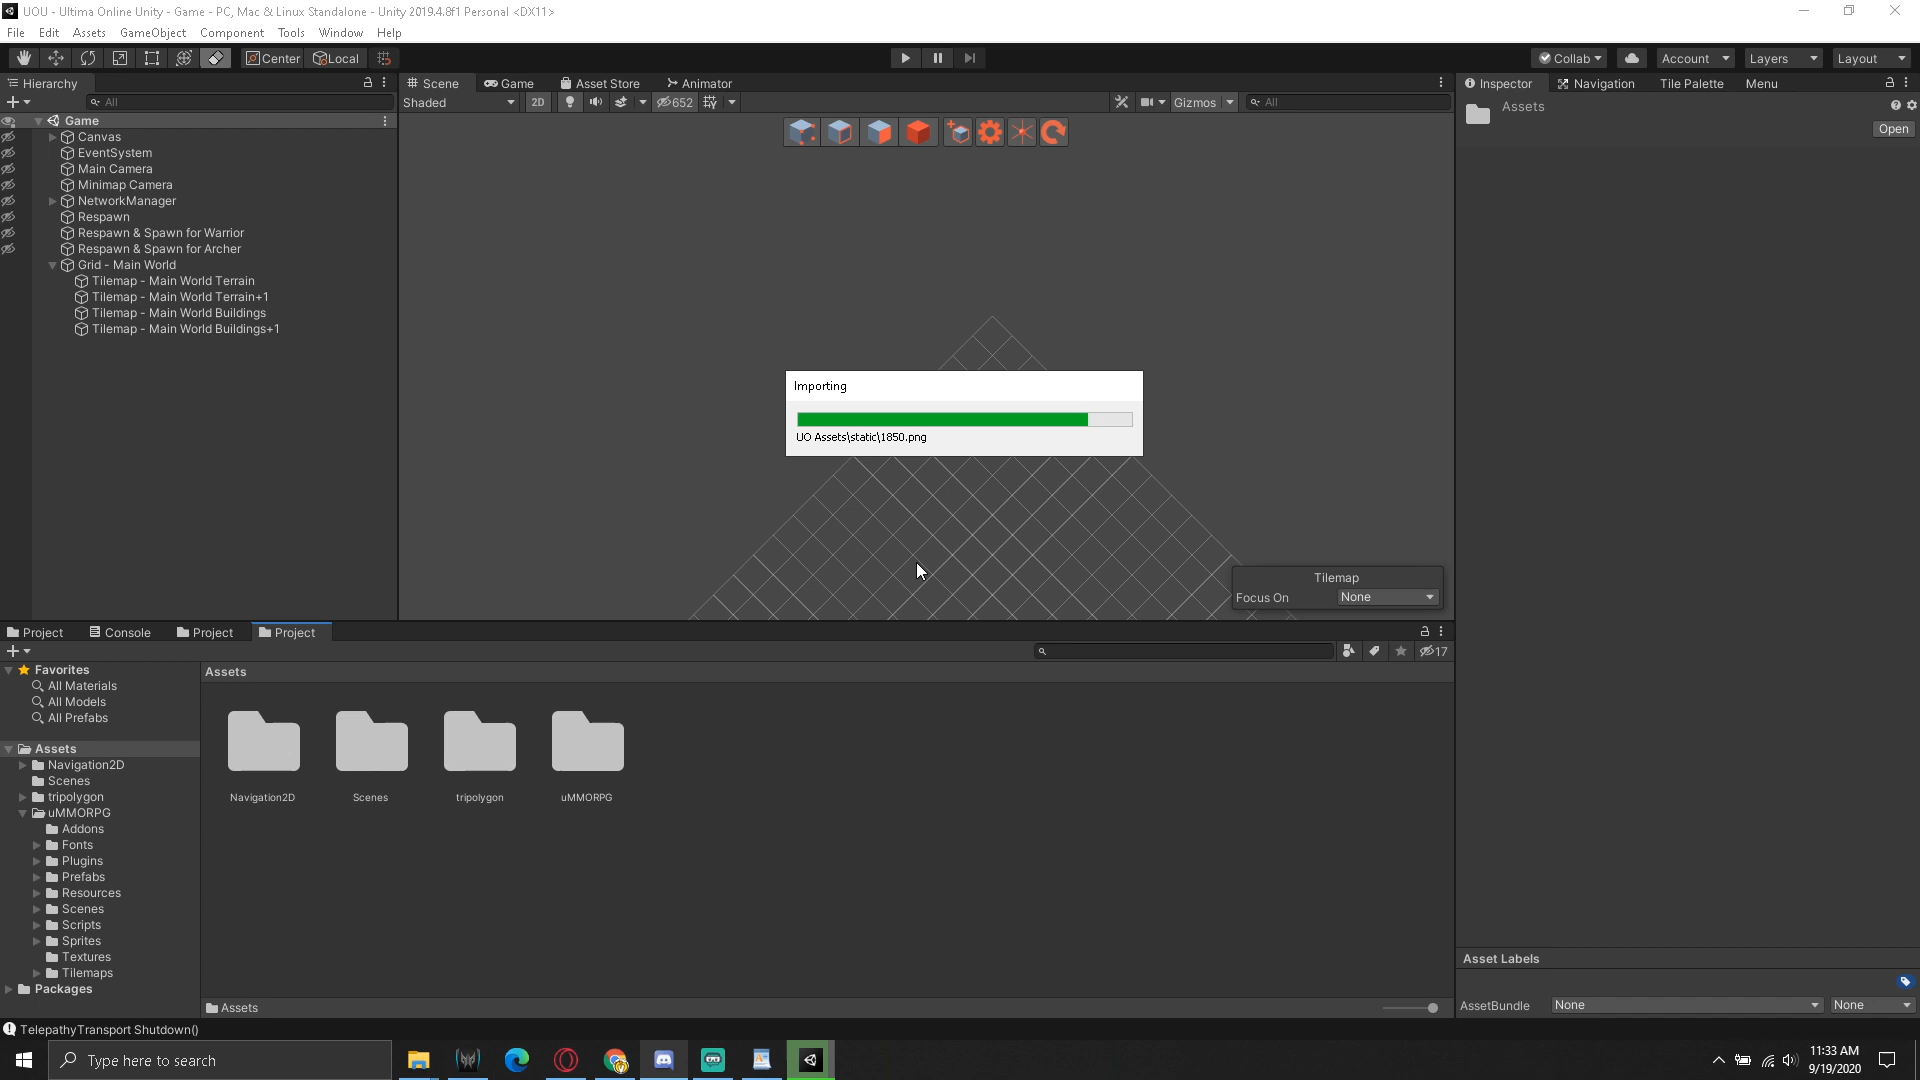 UOU - Ultima Online Unity - Game - PC, Mac & Linux Standalone - Unity 2019.4.8f1 Personal <DX11>
File Edit Assets GameObject Component Tools Window Help
Center Local Collab Account Layers Layout
Hierarchy
All
Game
Canvas
EventSystem
Main Camera
Minimap Camera
NetworkManager
Respawn
Respawn & Spawn for Warrior
Respawn & Spawn for Archer
Grid - Main World
Tilemap - Main World Terrain
Tilemap - Main World Terrain+1
Tilemap - Main World Buildings
Tilemap - Main World Buildings+1
Scene Game Asset Store Animator
Shaded 2D 652 Gizmos All
Importing
UO Assets\static\1850.png
Tilemap
Focus On None
Inspector Navigation Tile Palette Menu
Assets
Open
Asset Labels
AssetBundle None None
Project Console Project Project
17
Favorites
All Materials
All Models
All Prefabs
Assets
Navigation2D
Scenes
tripolygon
uMMORPG
Addons
Fonts
Plugins
Prefabs
Resources
Scenes
Scripts
Sprites
Textures
Tilemaps
Packages
Assets
Navigation2D Scenes tripolygon uMMORPG
Assets
TelepathyTransport Shutdown()
Type here to search
11:33 AM
9/19/2020